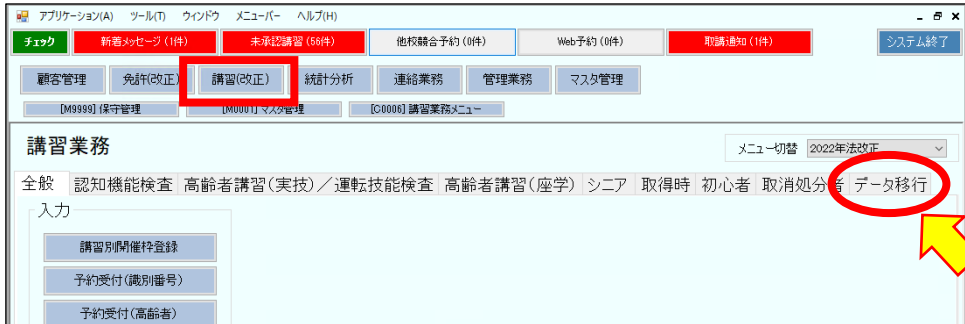 アプリケーション(A) ツール(T) ウィンドウ メニューバー ヘルプ(H)
チェック 新着メッセージ (1件) 未承認講習 (56件) 他校競合予約 (0件) Web予約 (0件) 取講通知 (1件) システム終了
顧客管理 免許(改正) 講習(改正) 統計分析 連絡業務 管理業務 マスタ管理
[M9999] 保守管理 [M0001] マスタ管理 [C0006] 講習業務メニュー
講習業務 メニュー切替 2022年法改正
全般 認知機能検査 高齢者講習(実技)／運転技能検査 高齢者講習(座学) シニア 取得時 初心者 取消処分者 データ移行
入力
講習別開催枠登録
予約受付(識別番号)
予約受付(高齢者)